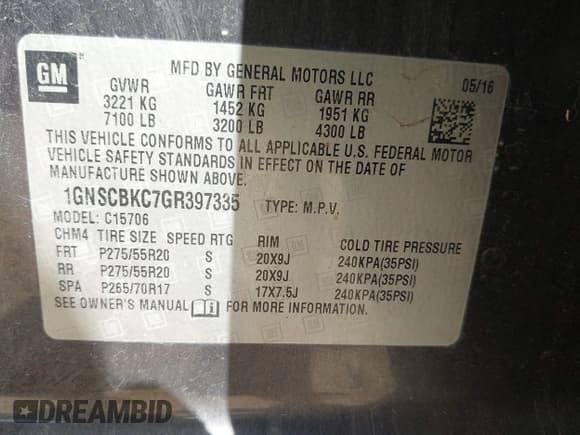 GM
MFD BY GENERAL MOTORS LLC
05/16
GVWR GAWR FRT GAWR RR
3221 KG 1452 KG 1951 KG
7100 LB 3200 LB 4300 LB
THIS VEHICLE CONFORMS TO ALL APPLICABLE U.S. FEDERAL MOTOR
VEHICLE SAFETY STANDARDS IN EFFECT ON THE DATE OF
MANUFACTURE SHOWN ABOVE.
1GNSCBKC7GR397335 TYPE: M.P.V.
MODEL: C15706
CHM4 TIRE SIZE SPEED RTG RIM COLD TIRE PRESSURE
FRT P275/55R20 S 20X9J 240KPA(35PSI)
RR P275/55R20 S 20X9J 240KPA(35PSI)
SPA P265/70R17 S 17X7.5J 240KPA(35PSI)
SEE OWNER'S MANUAL FOR MORE INFORMATION.
DREAMBID